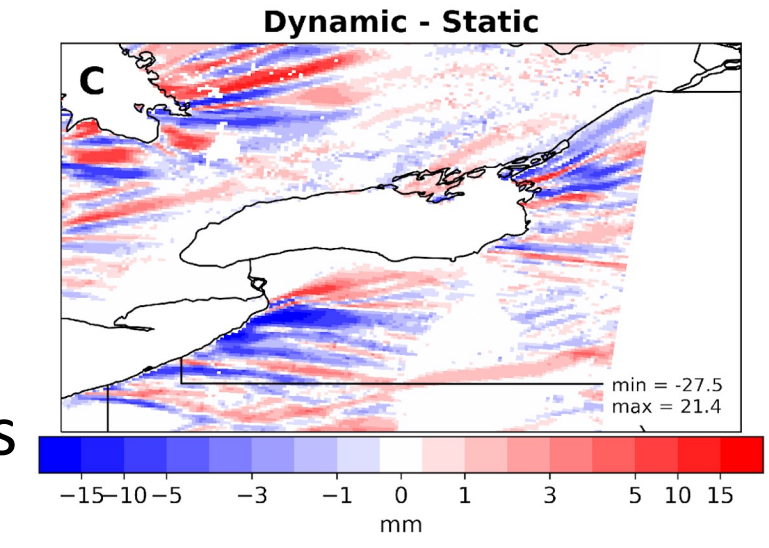 Dynamic - Static
C
min = -27.5
max = 21.4
S
−15 −10 −5 −3 −1 0 1 3 5 10 15
mm